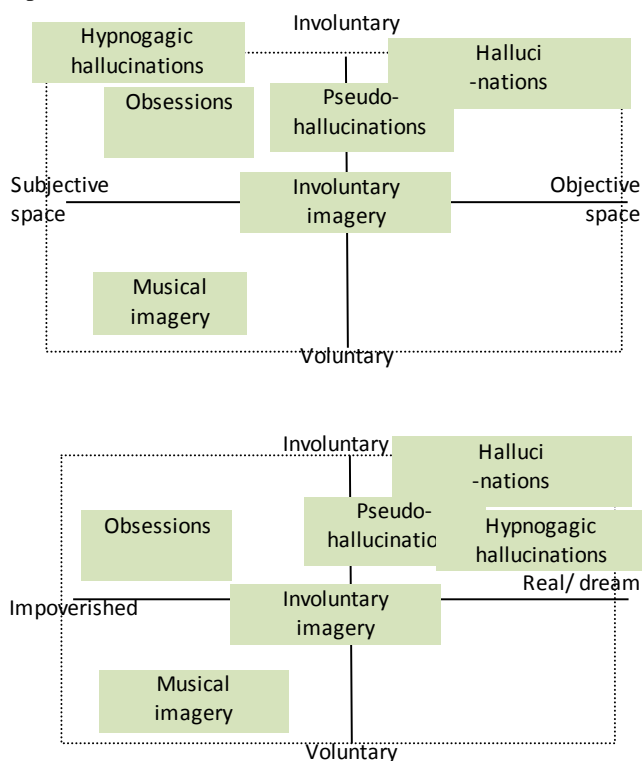 Involuntary
Hypnogagic
hallucinations
Halluci
-nations
Obsessions
Pseudo-
hallucinations
Subjective
space
Involuntary
imagery
Objective
space
Musical
imagery
Voluntary
Involuntary
Halluci
-nations
Obsessions
Pseudo-
hallucinatio
Hypnogagic
hallucinations
Real/ dream
Impoverished
Involuntary
imagery
Musical
imagery
Voluntary